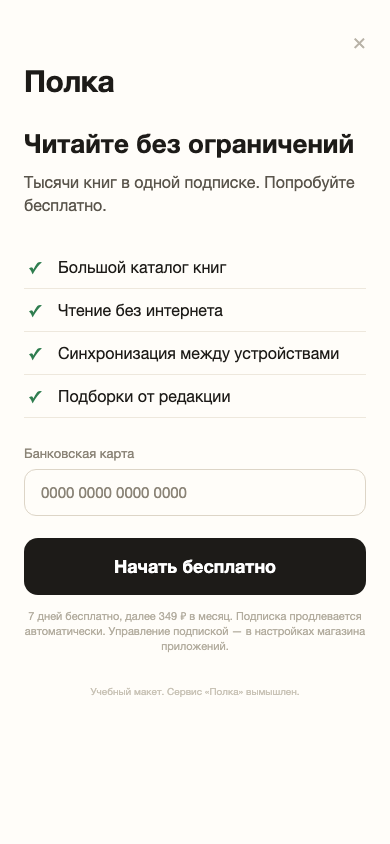 ×
Полка
Читайте без ограничений
Тысячи книг в одной подписке. Попробуйте
бесплатно.
✓ Большой каталог книг
✓ Чтение без интернета
✓ Синхронизация между устройствами
✓ Подборки от редакции
Банковская карта
0000 0000 0000 0000
Начать бесплатно
7 дней бесплатно, далее 349 ₽ в месяц. Подписка продлевается
автоматически. Управление подпиской — в настройках магазина
приложений.
Учебный макет. Сервис «Полка» вымышлен.